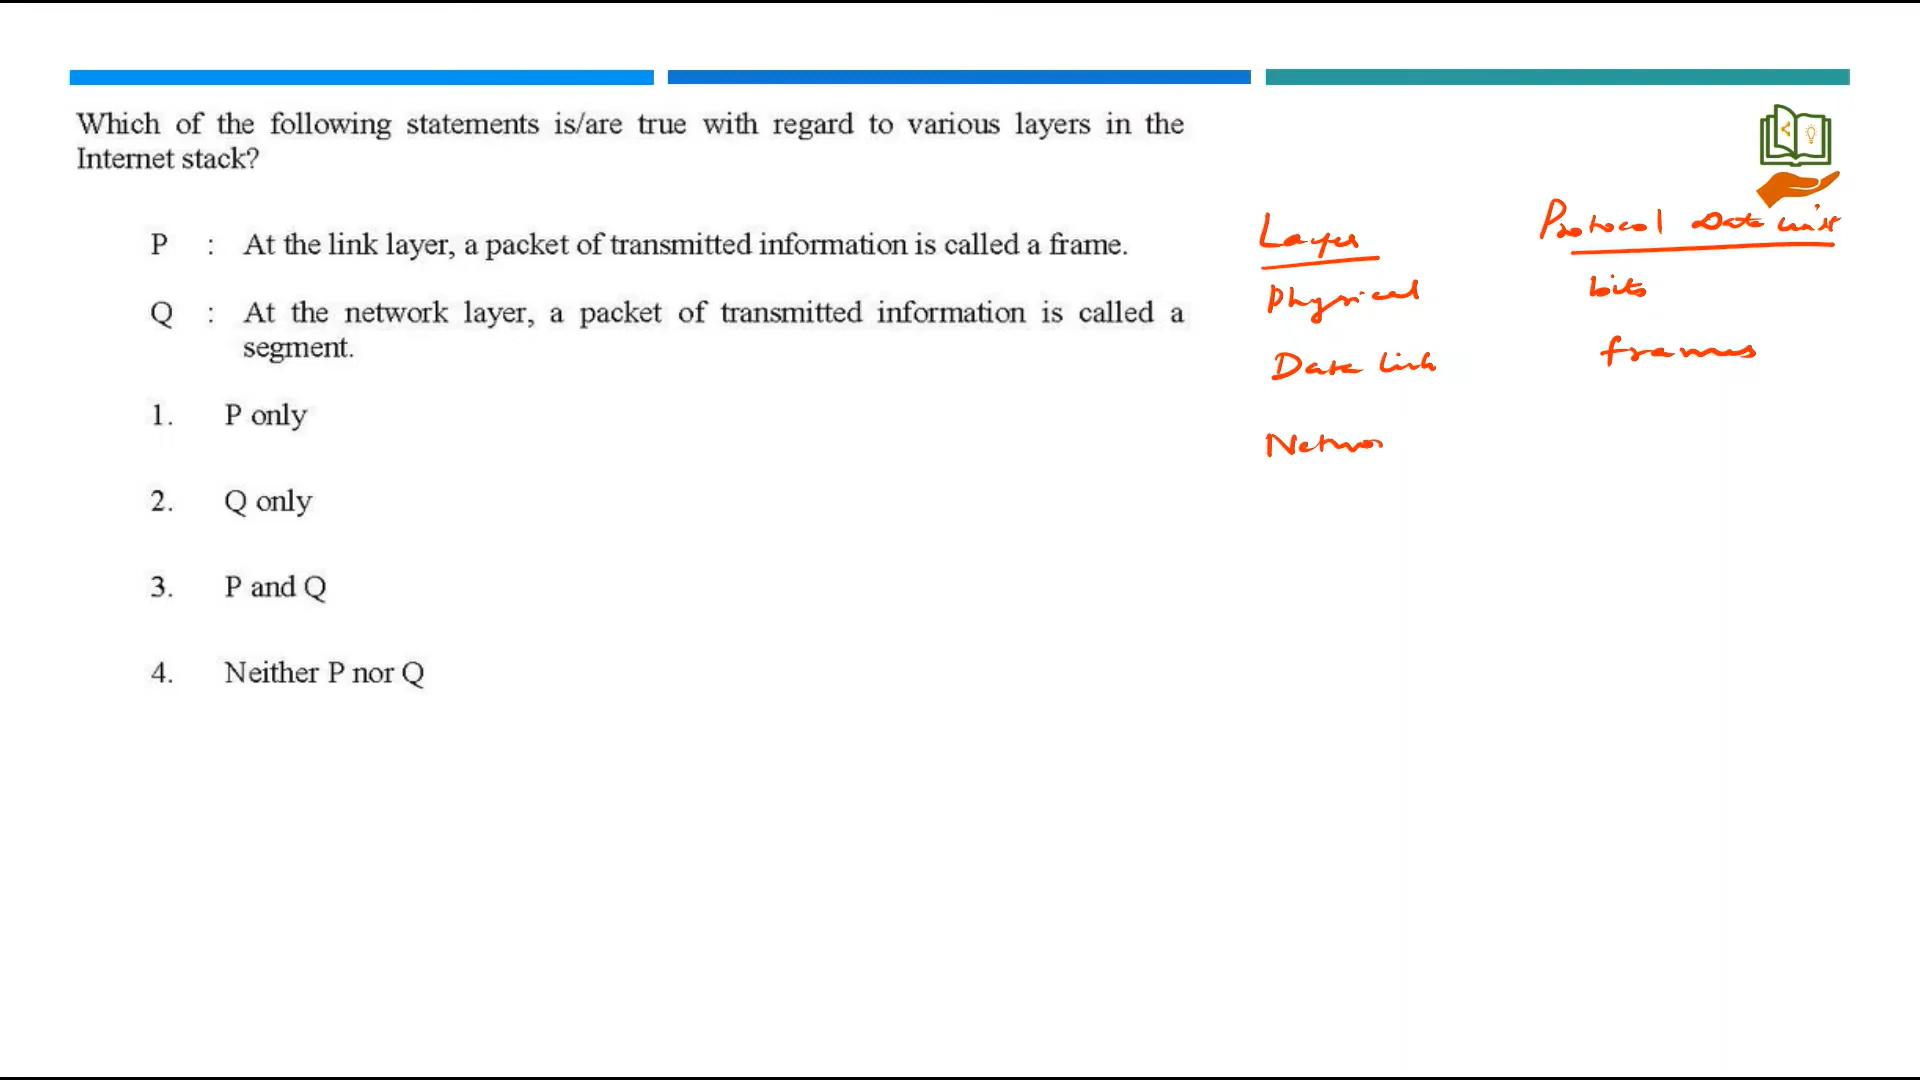 Which of the following statements is/are true with regard to various layers in the
Internet stack?
P : At the link layer, a packet of transmitted information is called a frame.
Q : At the network layer, a packet of transmitted information is called a
segment.
1. P only
2. Q only
3. P and Q
4. Neither P nor Q
Layer Protocol Data unit
Physical bits
Data link frames
Netwo